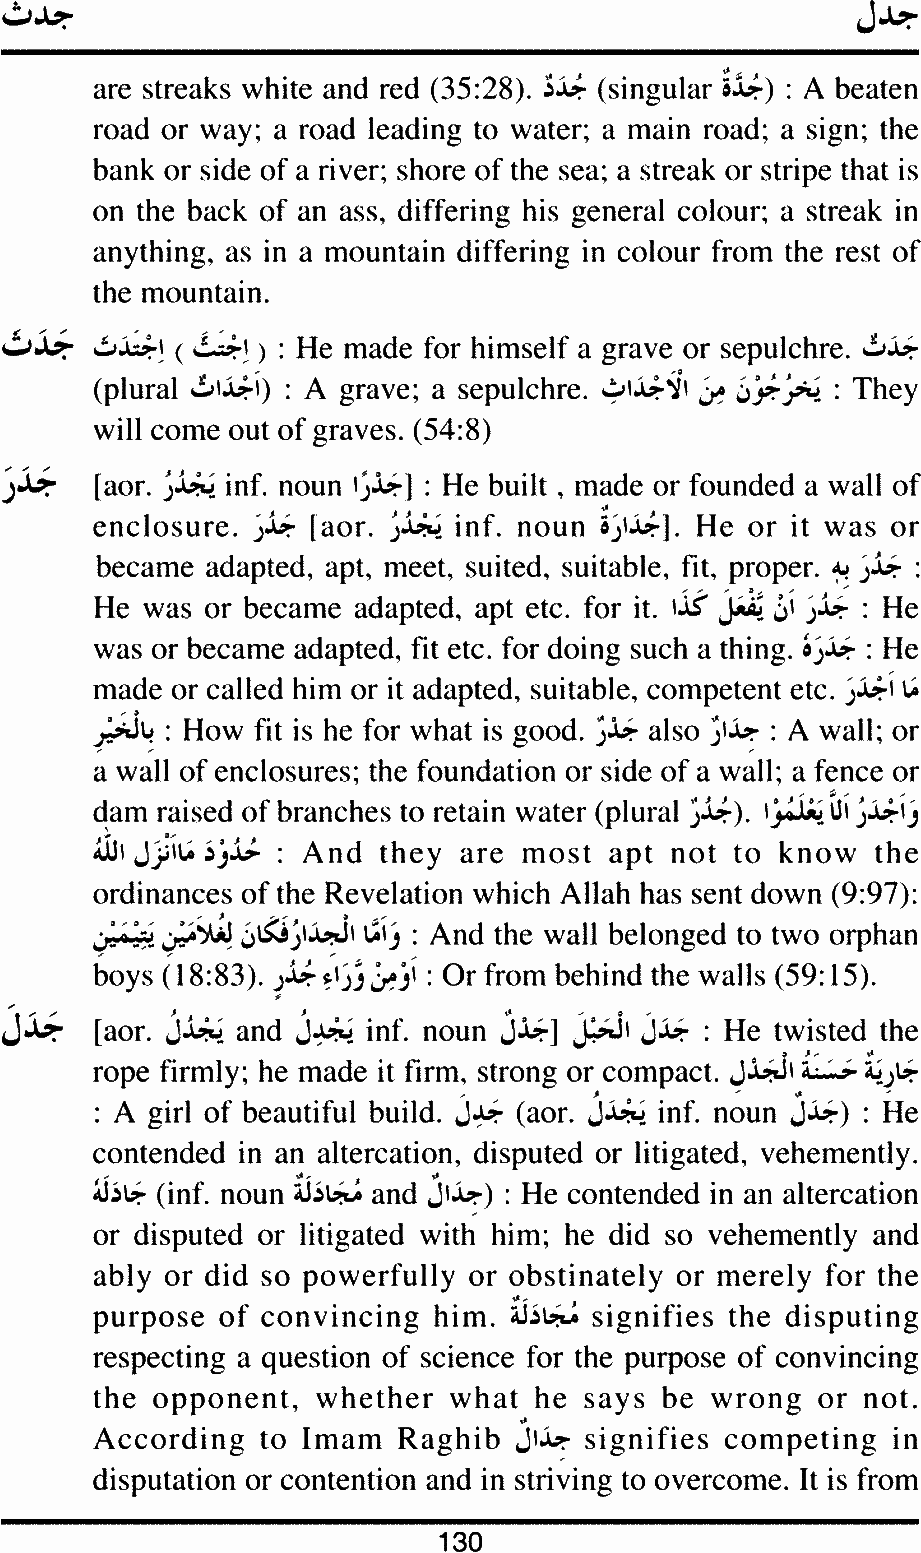 جدث جدل
are streaks white and red (35:28). جُدَدٌ (singular جُدَّةٌ) : A beaten
road or way; a road leading to water; a main road; a sign; the
bank or side of a river; shore of the sea; a streak or stripe that is
on the back of an ass, differing his general colour; a streak in
anything, as in a mountain differing in colour from the rest of
the mountain.
جَدَثَ اِجْتَدَثَ ( اِجْتَثَّ ) : He made for himself a grave or sepulchre. جَدَثٌ
(plural اَجْدَاثٌ) : A grave; a sepulchre. يَخْرُجُوْنَ مِنَ الْاَجْدَاثِ : They
will come out of graves. (54:8)
جَدَرَ [aor. يَجْدُرُ inf. noun جَدْرًا] : He built , made or founded a wall of
enclosure. جَدُرَ [aor. يَجْدُرُ inf. noun جُدَارَةٌ]. He or it was or
became adapted, apt, meet, suited, suitable, fit, proper. جَدُرَ بِهٖ :
He was or became adapted, apt etc. for it. جَدُرَ اَنْ يَّفْعَلَ كَذَا : He
was or became adapted, fit etc. for doing such a thing. جَدَرَهُ : He
made or called him or it adapted, suitable, competent etc. مَا اَجْدَرَ
بِالْخَيْرِ : How fit is he for what is good. جَدْرٌ also جِدَارٌ : A wall; or
a wall of enclosures; the foundation or side of a wall; a fence or
dam raised of branches to retain water (plural جُدُرٌ). وَاَجْدَرُ اَلَّا يَعْلَمُوْا
حُدُوْدَ مَااَنْزَلَ اللّٰهُ : And they are most apt not to know the
ordinances of the Revelation which Allah has sent down (9:97):
وَاَمَّا الْجِدَارُفَكَانَ لِغُلَامَيْنِ يَتِيْمَيْنِ : And the wall belonged to two orphan
boys (18:83). اَوْمِنْ وَّرَاءِ جُدُرٍ : Or from behind the walls (59:15).
جَدَلَ [aor. يَجْدُلُ and يَجْدِلُ inf. noun جَدْلٌ] جَدَلَ الْحَبْلَ : He twisted the
rope firmly; he made it firm, strong or compact. جَارِيَةٌ حَسَنَةُ الْجَدْلِ
: A girl of beautiful build. جَدِلَ (aor. يَجْدَلُ inf. noun جَدَلٌ) : He
contended in an altercation, disputed or litigated, vehemently.
جَادَلَهُ (inf. noun مُجَادَلَةٌ and جِدَالٌ) : He contended in an altercation
or disputed or litigated with him; he did so vehemently and
ably or did so powerfully or obstinately or merely for the
purpose of convincing him. مُجَادَلَةٌ signifies the disputing
respecting a question of science for the purpose of convincing
the opponent, whether what he says be wrong or not.
According to Imam Raghib جِدَالٌ signifies competing in
disputation or contention and in striving to overcome. It is from
130